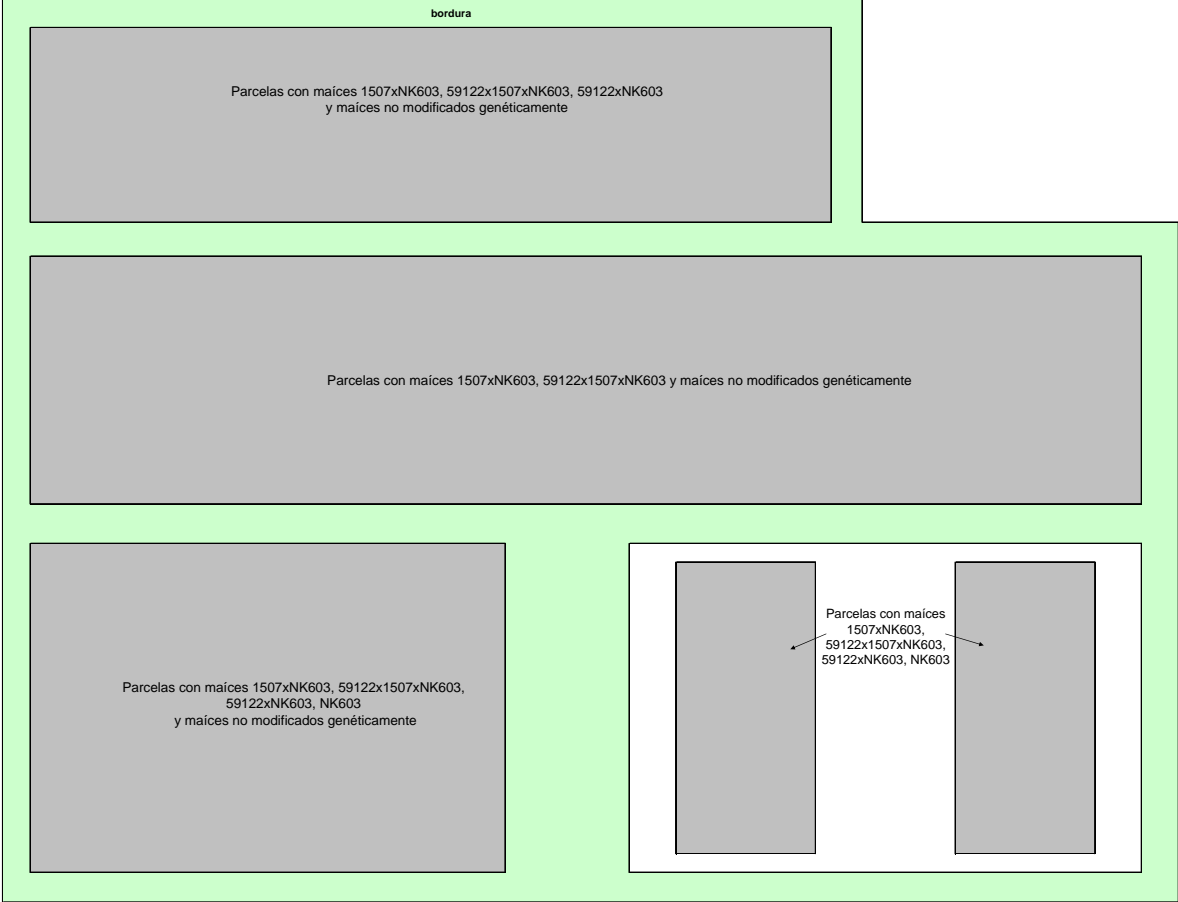 bordura
Parcelas con maíces 1507xNK603, 59122x1507xNK603, 59122xNK603
y maíces no modificados genéticamente
Parcelas con maíces 1507xNK603, 59122x1507xNK603 y maíces no modificados genéticamente
Parcelas con maíces 1507xNK603, 59122x1507xNK603,
59122xNK603, NK603
y maíces no modificados genéticamente
Parcelas con maíces
1507xNK603,
59122x1507xNK603,
59122xNK603, NK603